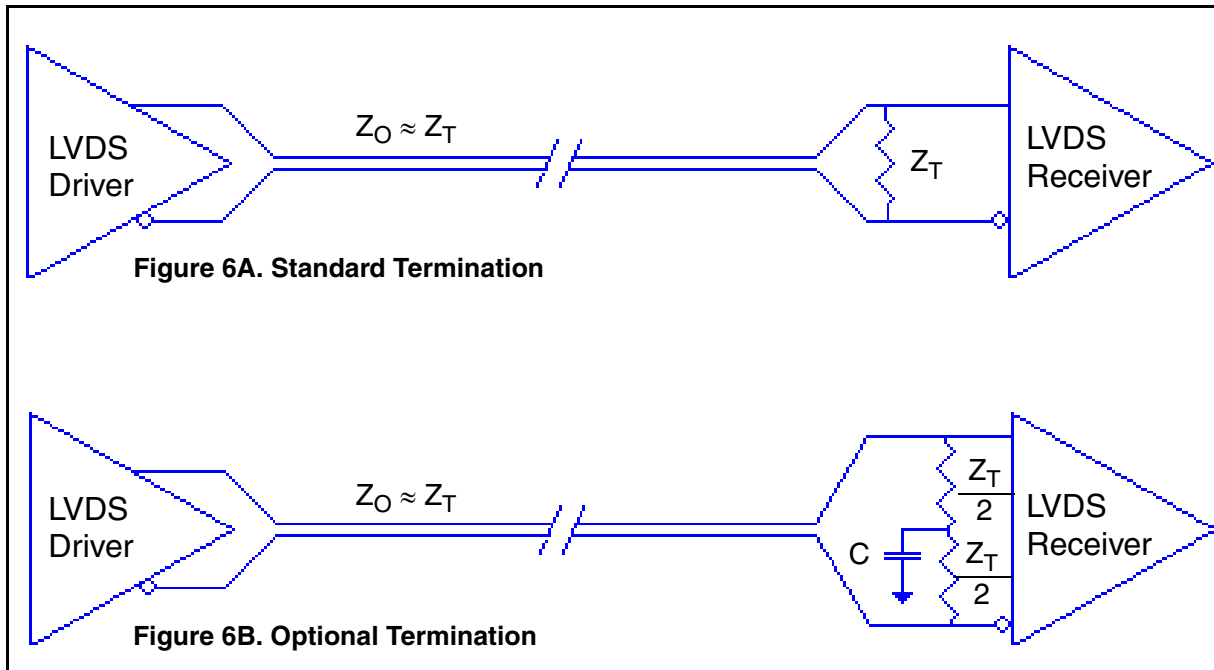 LVDS
Driver
Z_O ≈ Z_T
Z_T
LVDS
Receiver
Figure 6A. Standard Termination
LVDS
Driver
Z_O ≈ Z_T
C
Z_T
2
Z_T
2
LVDS
Receiver
Figure 6B. Optional Termination